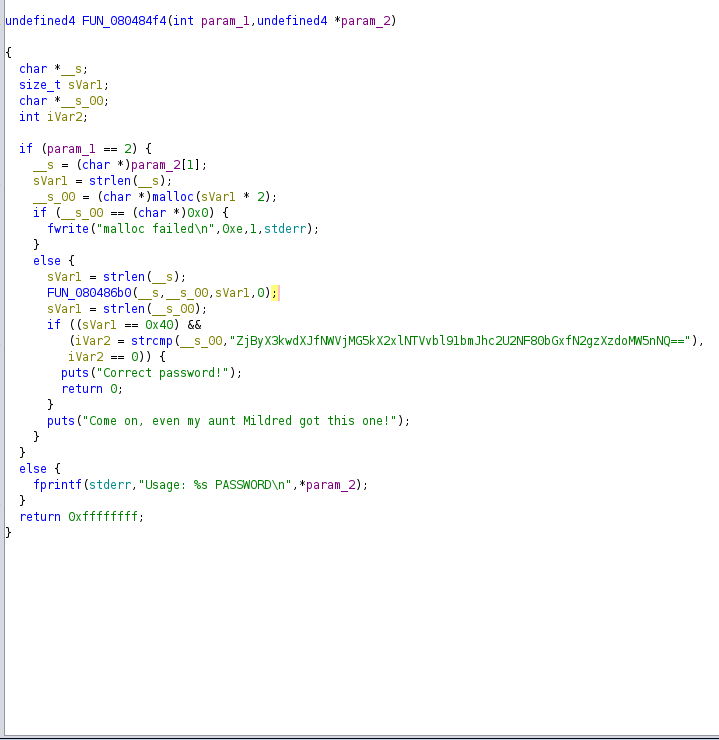 undefined4 FUN_080484f4(int param_1,undefined4 *param_2)
{
char *__s;
size_t sVar1;
char *__s_00;
int iVar2;
if (param_1 == 2) {
__s = (char *)param_2[1];
sVar1 = strlen(__s);
__s_00 = (char *)malloc(sVar1 * 2);
if (__s_00 == (char *)0x0) {
fwrite("malloc failed\n",0xe,1,stderr);
}
else {
sVar1 = strlen(__s);
FUN_080486b0(__s,__s_00,sVar1,0);
sVar1 = strlen(__s_00);
if ((sVar1 == 0x40) &&
(iVar2 = strcmp(__s_00,"ZjByX3kwdXJfNWVjMG5kX2xlNTVvbl91bmJhc2U2NF80bGxfN2gzXzdoMW5nNQ=="),
iVar2 == 0)) {
puts("Correct password!");
return 0;
}
puts("Come on, even my aunt Mildred got this one!");
}
}
else {
fprintf(stderr,"Usage: %s PASSWORD\n",*param_2);
}
return 0xffffffff;
}